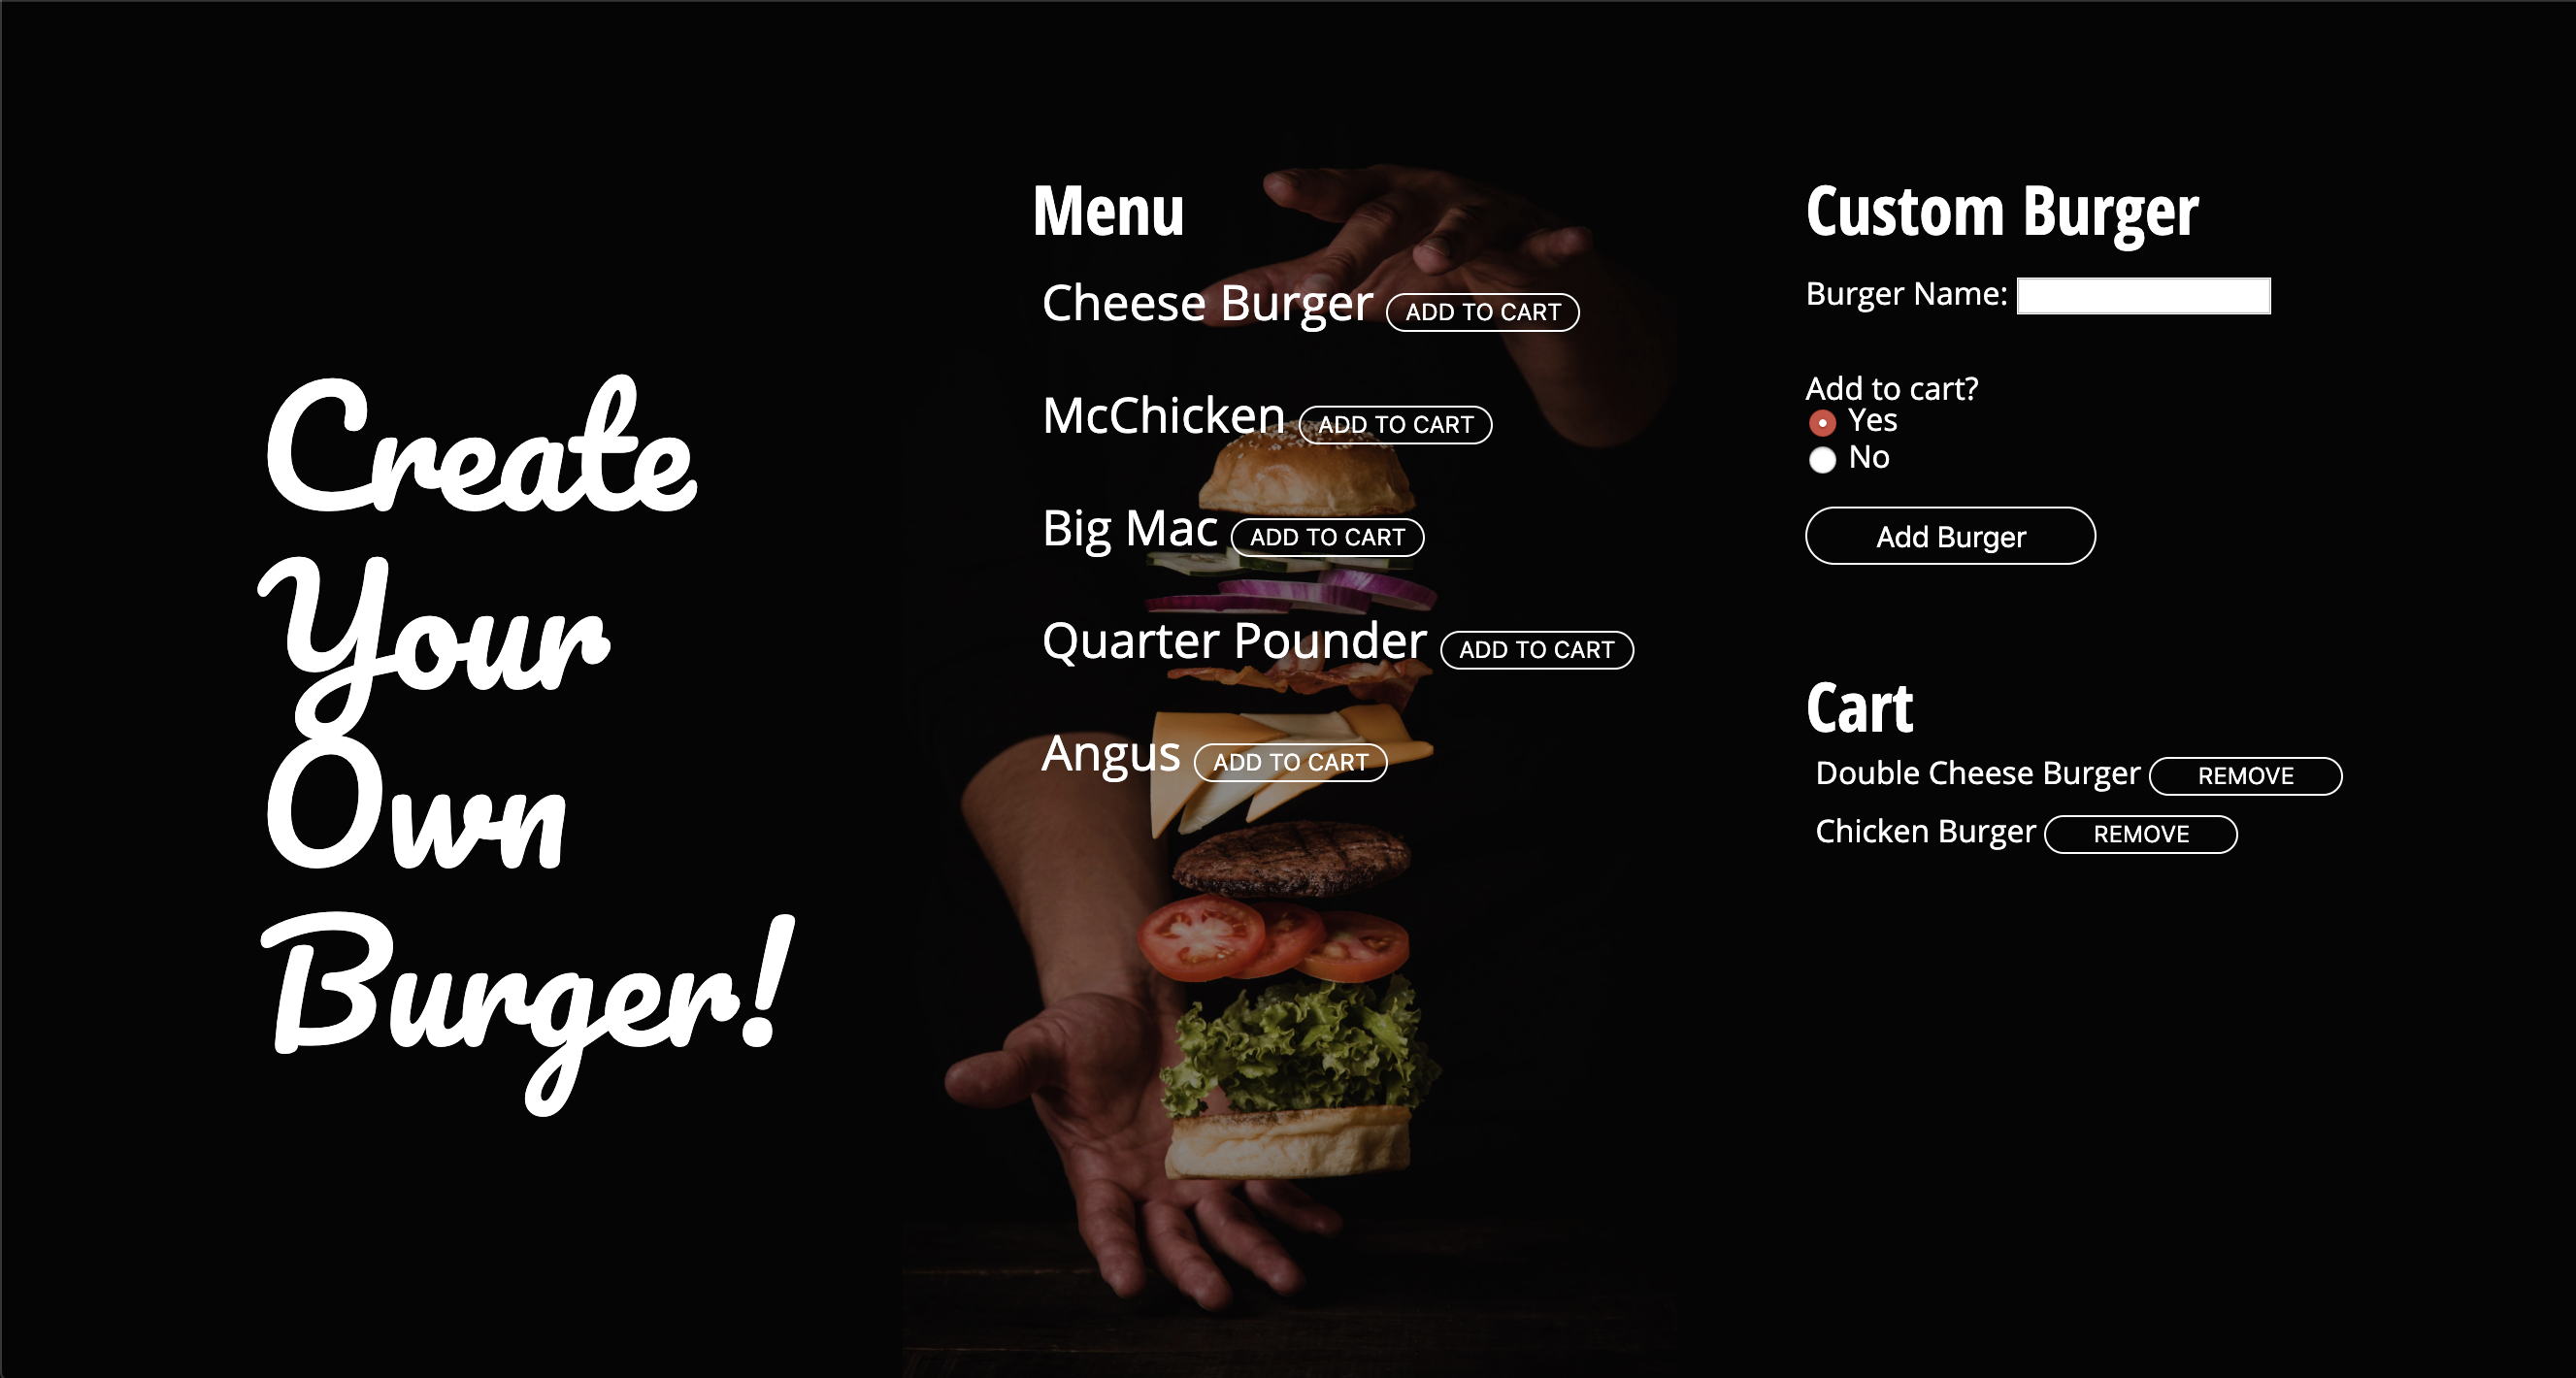 Create
Your
Own
Burger!
Menu
Cheese Burger ADD TO CART
McChicken ADD TO CART
Big Mac ADD TO CART
Quarter Pounder ADD TO CART
Angus ADD TO CART
Custom Burger
Burger Name:
Add to cart?
Yes
No
Add Burger
Cart
Double Cheese Burger REMOVE
Chicken Burger REMOVE